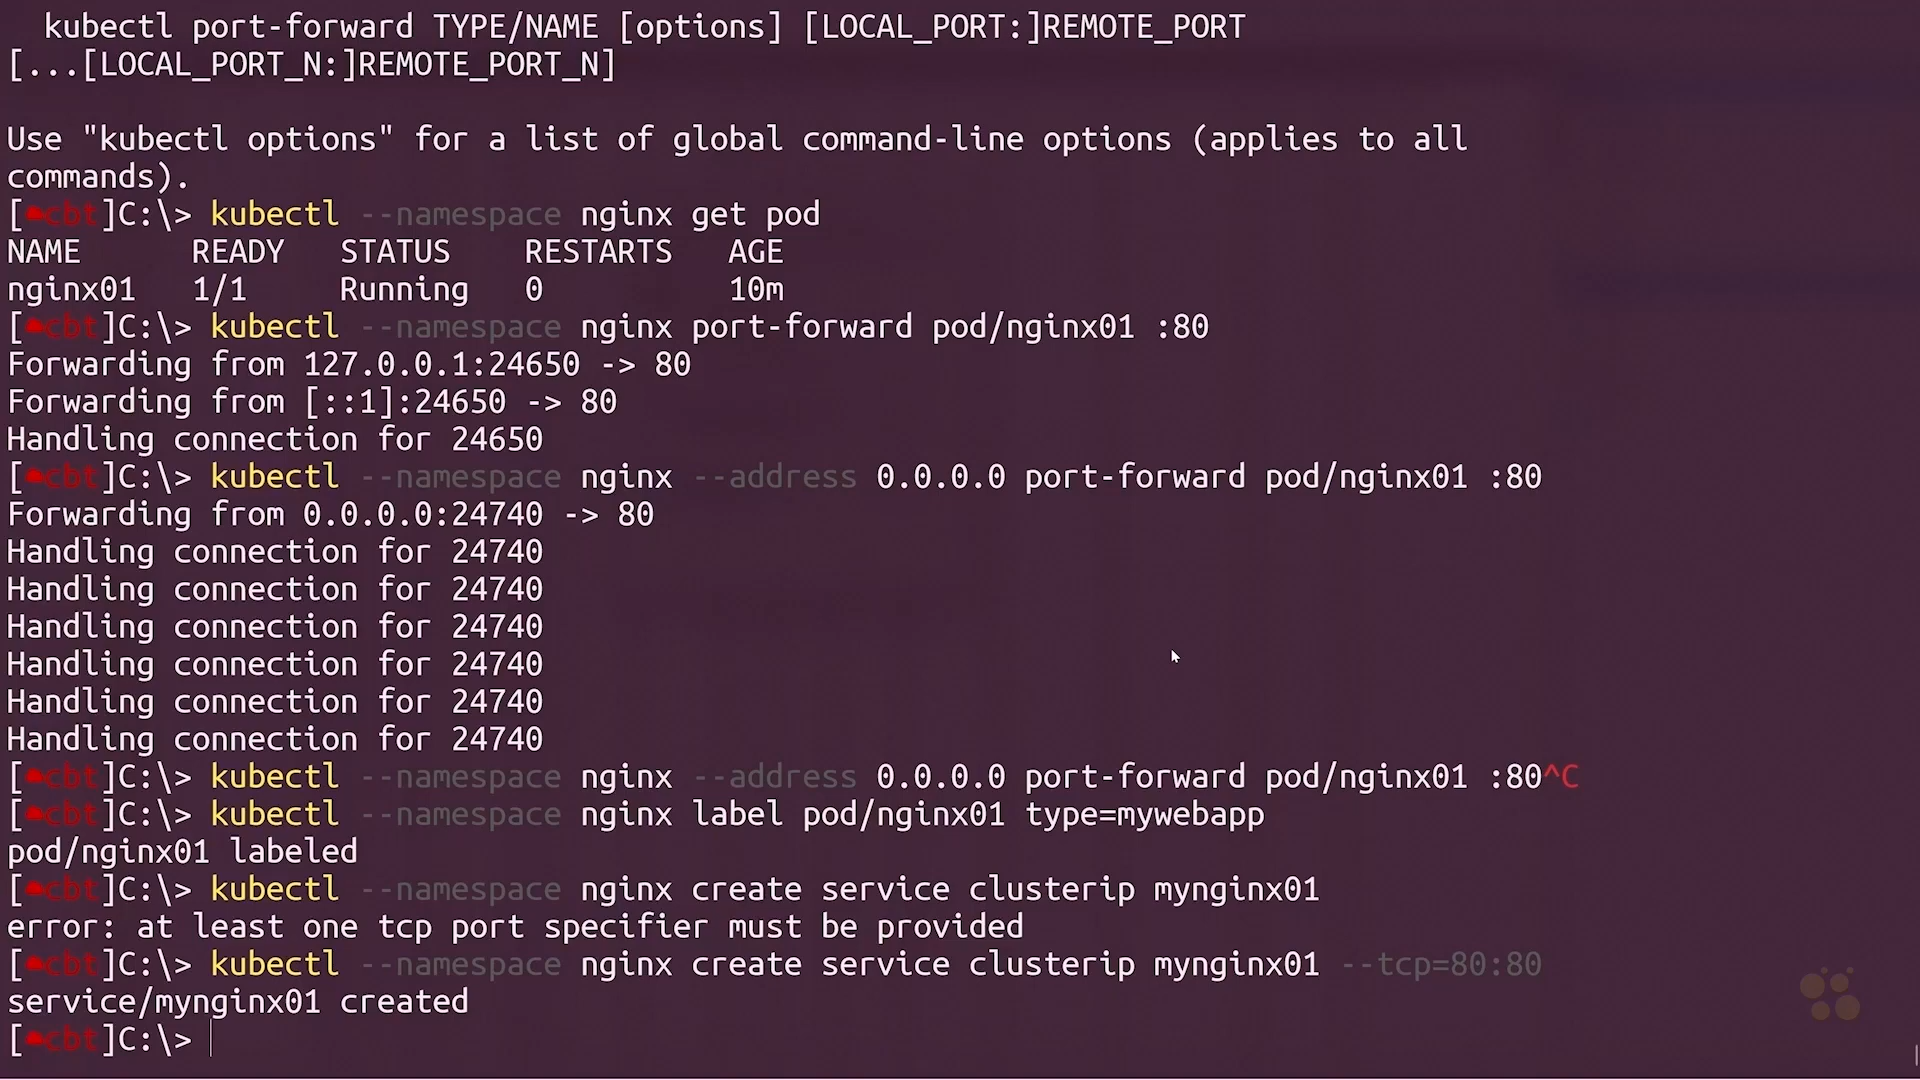 kubectl port-forward TYPE/NAME [options] [LOCAL_PORT:]REMOTE_PORT
[...[LOCAL_PORT_N:]REMOTE_PORT_N]
Use "kubectl options" for a list of global command-line options (applies to all
commands).
[☁cbt]C:\> kubectl --namespace nginx get pod
NAME      READY   STATUS    RESTARTS   AGE
nginx01   1/1     Running   0          10m
[☁cbt]C:\> kubectl --namespace nginx port-forward pod/nginx01 :80
Forwarding from 127.0.0.1:24650 -> 80
Forwarding from [::1]:24650 -> 80
Handling connection for 24650
[☁cbt]C:\> kubectl --namespace nginx --address 0.0.0.0 port-forward pod/nginx01 :80
Forwarding from 0.0.0.0:24740 -> 80
Handling connection for 24740
Handling connection for 24740
Handling connection for 24740
Handling connection for 24740
Handling connection for 24740
Handling connection for 24740
[☁cbt]C:\> kubectl --namespace nginx --address 0.0.0.0 port-forward pod/nginx01 :80^C
[☁cbt]C:\> kubectl --namespace nginx label pod/nginx01 type=mywebapp
pod/nginx01 labeled
[☁cbt]C:\> kubectl --namespace nginx create service clusterip mynginx01
error: at least one tcp port specifier must be provided
[☁cbt]C:\> kubectl --namespace nginx create service clusterip mynginx01 --tcp=80:80
service/mynginx01 created
[☁cbt]C:\>